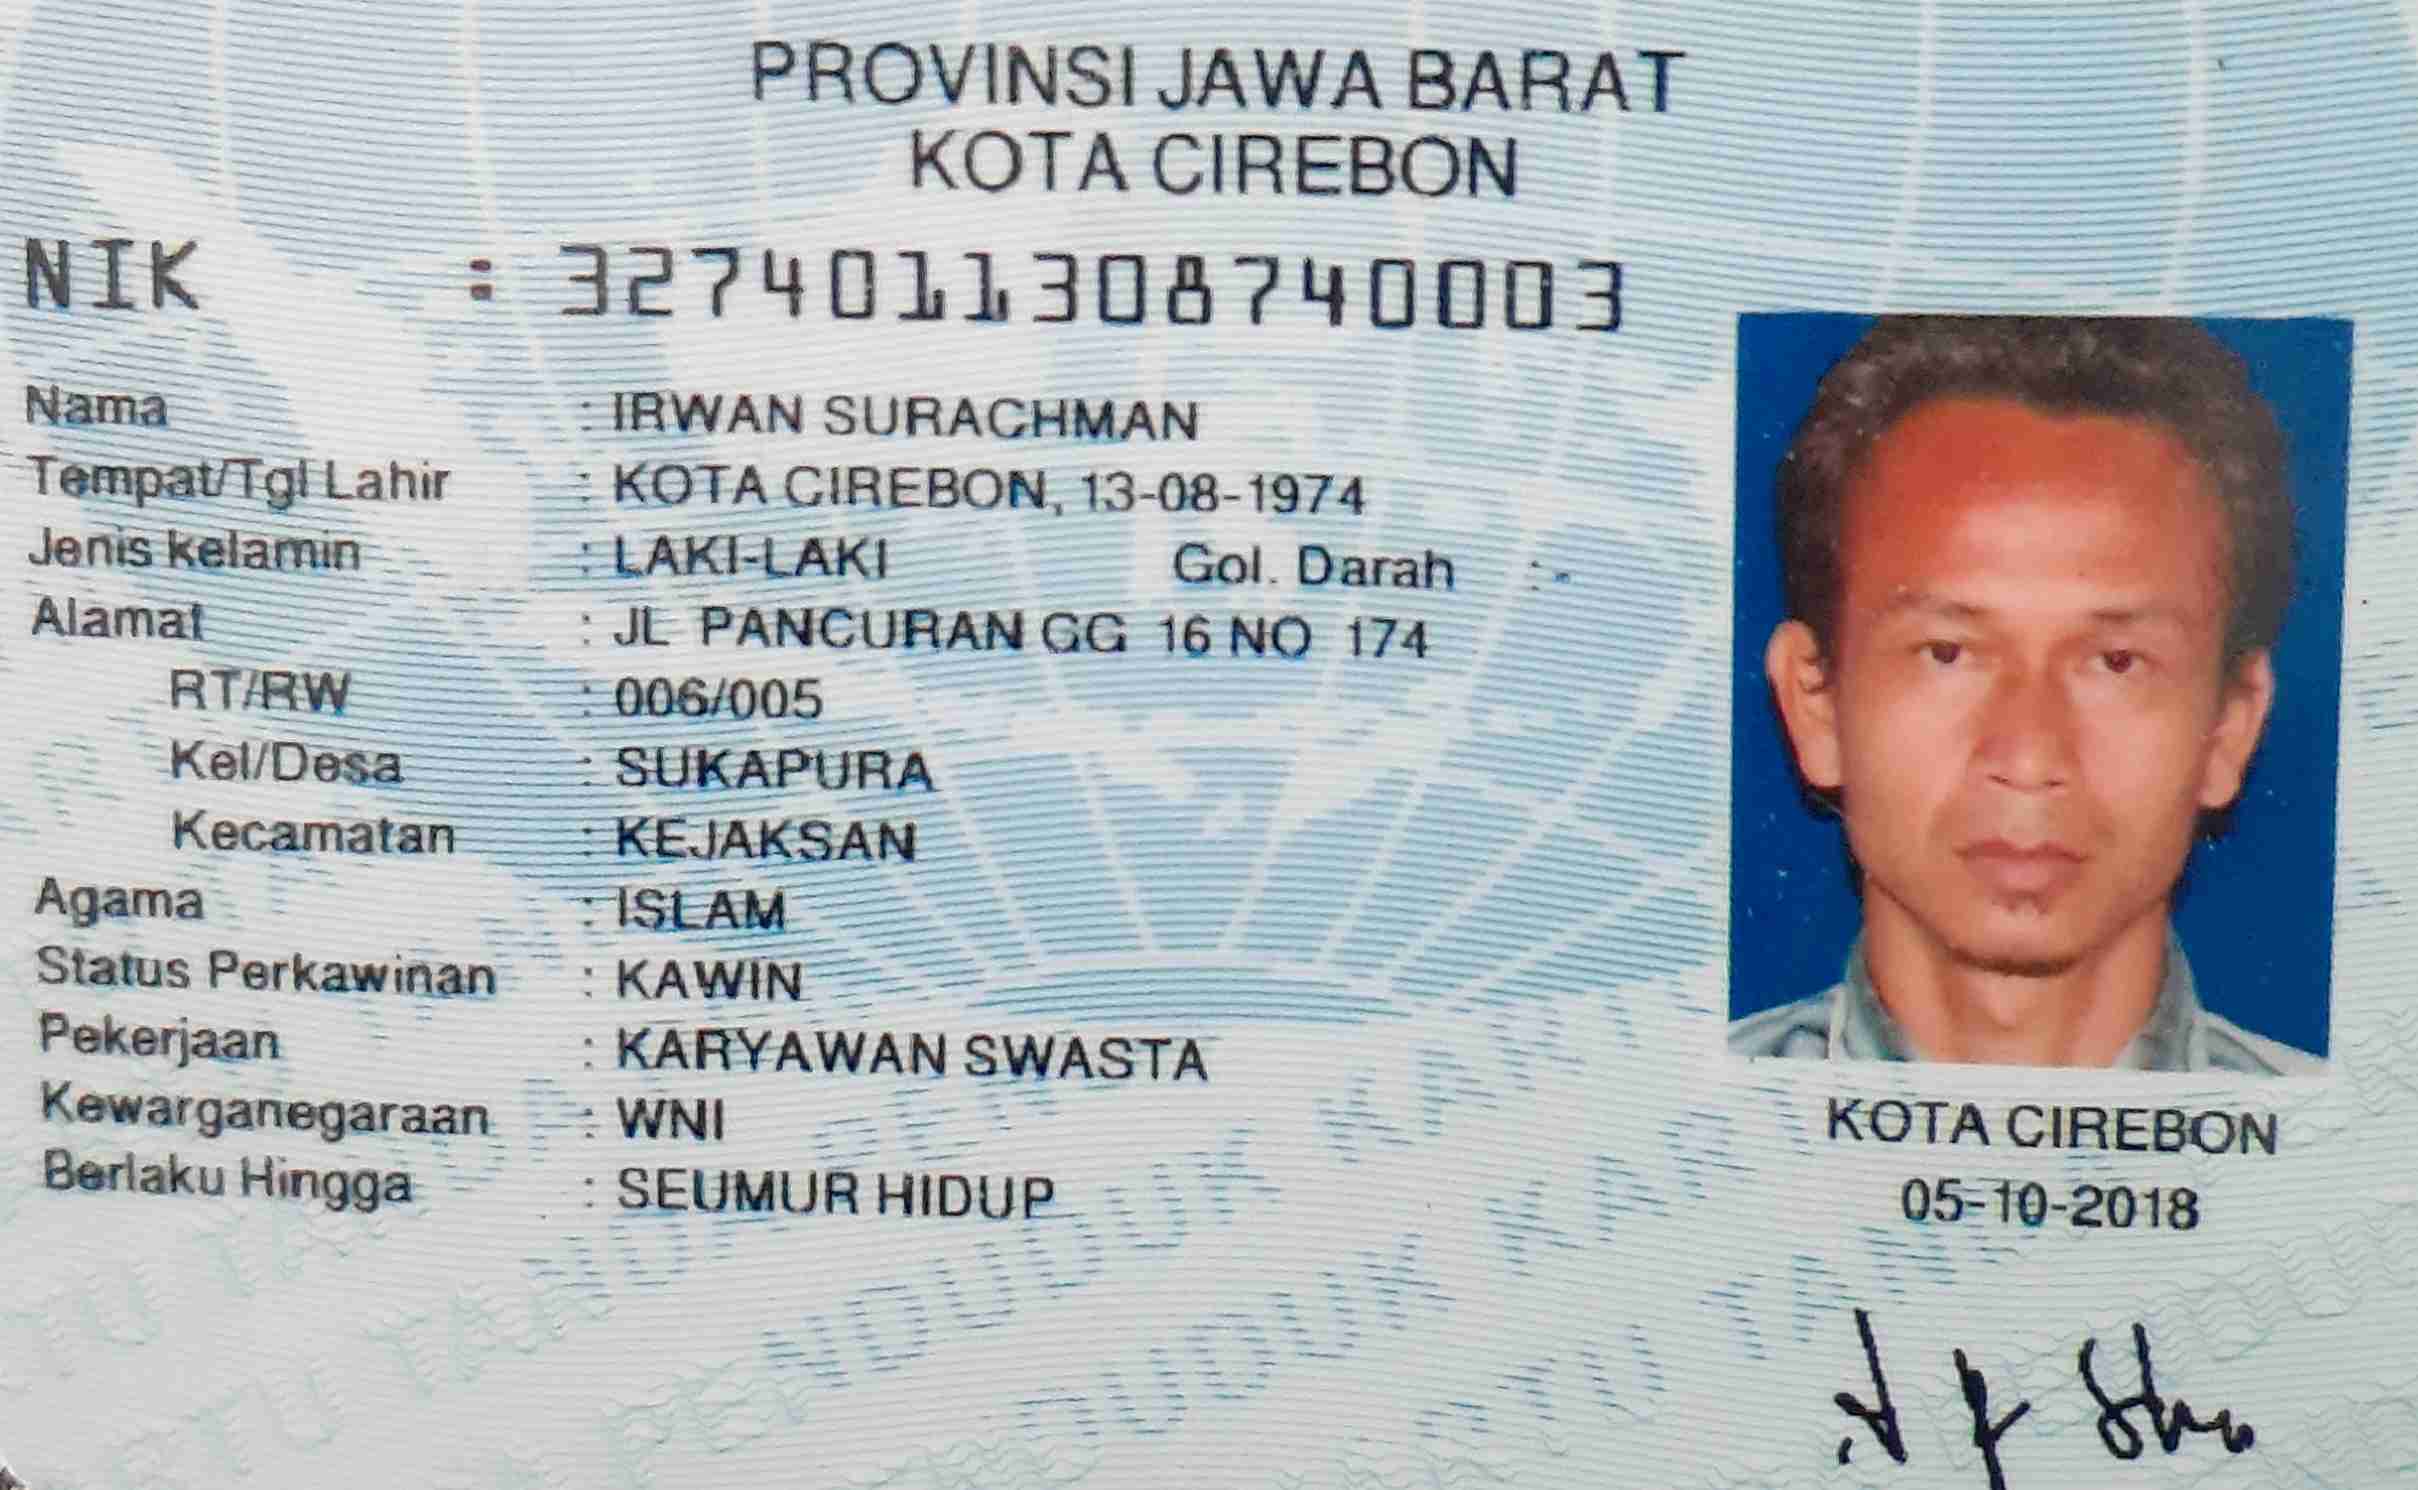 PROVINSI JAWA BARAT
KOTA CIREBON
NIK : 3274011308740003
Nama : IRWAN SURACHMAN
Tempat/Tgl Lahir : KOTA CIREBON, 13-08-1974
Jenis kelamin : LAKI-LAKI Gol. Darah : -
Alamat : JL PANCURAN GG 16 NO 174
RT/RW : 006/005
Kel/Desa : SUKAPURA
Kecamatan : KEJAKSAN
Agama : ISLAM
Status Perkawinan : KAWIN
Pekerjaan : KARYAWAN SWASTA
Kewarganegaraan : WNI
Berlaku Hingga : SEUMUR HIDUP
KOTA CIREBON
05-10-2018